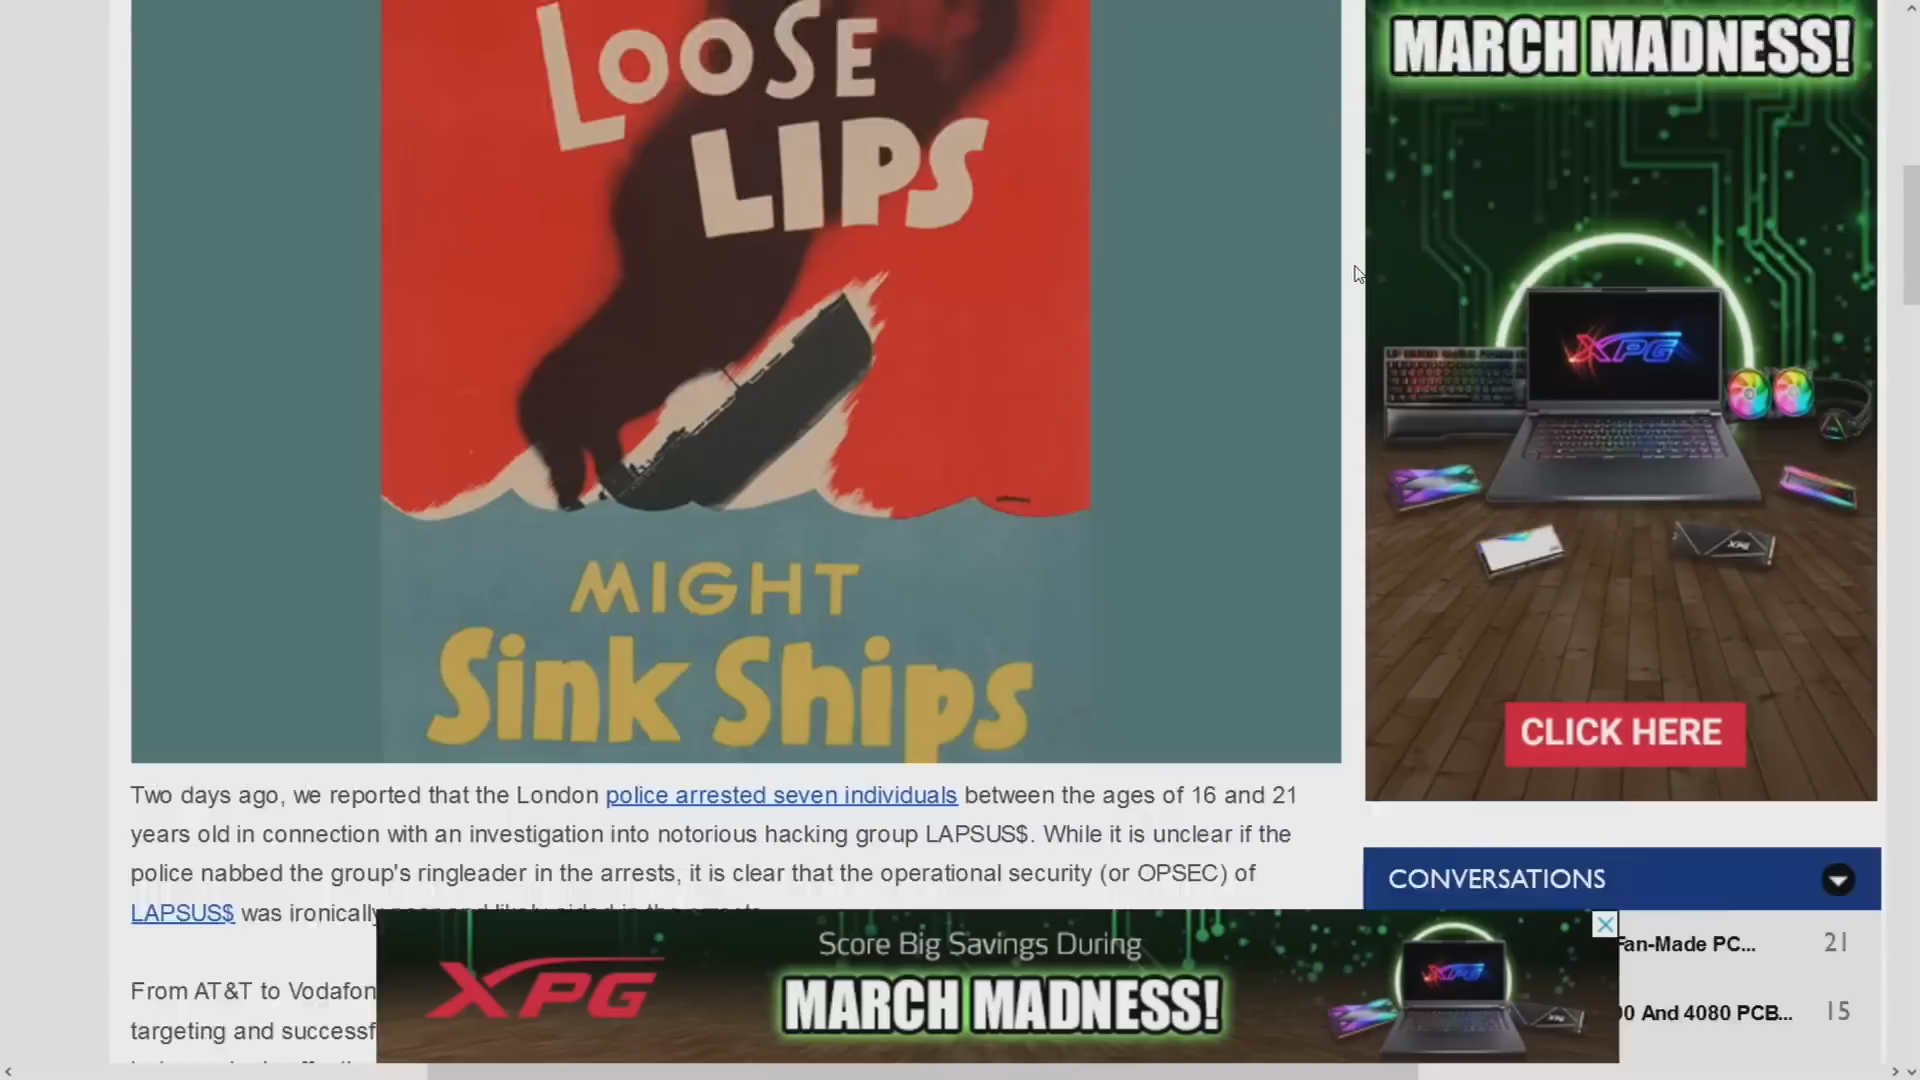 LOOSE
LIPS
MIGHT
Sink Ships
Two days ago, we reported that the London police arrested seven individuals between the ages of 16 and 21
years old in connection with an investigation into notorious hacking group LAPSUS$. While it is unclear if the
police nabbed the group's ringleader in the arrests, it is clear that the operational security (or OPSEC) of
LAPSUS$ was ironically
From AT&T to Vodafon
targeting and successf
MARCH MADNESS!
XPG
CLICK HERE
CONVERSATIONS
Fan-Made PC... 21
0 And 4080 PCB... 15
XPG
Score Big Savings During
MARCH MADNESS!
XPG